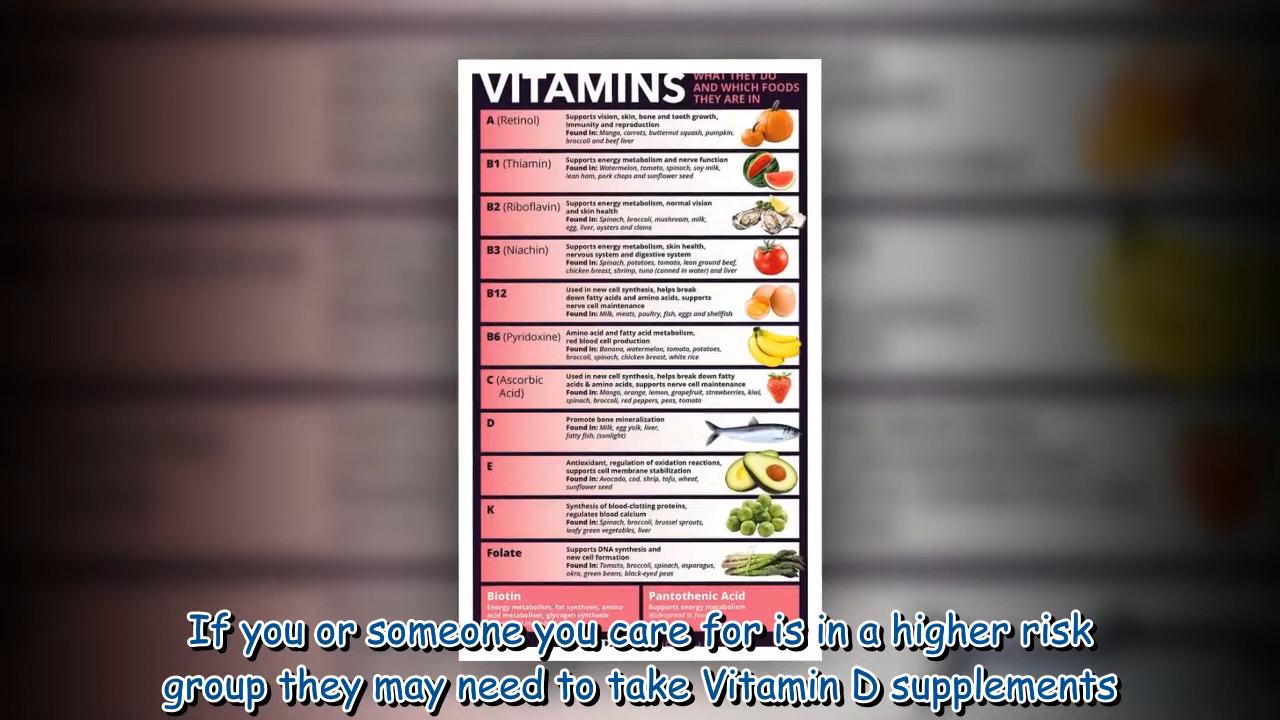 VITAMINS
WHAT THEY DO
AND WHICH FOODS
THEY ARE IN
A (Retinol)
Supports vision, skin, bone and tooth growth,
immunity and reproduction
Found in: Mango, carrots, butternut squash, pumpkin,
broccoli and beef liver
B1 (Thiamin)
Supports energy metabolism and nerve function
Found in: Watermelon, tomato, spinach, soy milk,
lean ham, pork chops and sunflower seed
B2 (Riboflavin)
Supports energy metabolism, normal vision
and skin health
Found in: Spinach, broccoli, mushroom, milk,
egg, liver, oysters and clams
B3 (Niachin)
Supports energy metabolism, skin health,
nervous system and digestive system
Found in: Spinach, potatoes, tomato, lean ground beef,
chicken breast, shrimp, tuna (canned in water) and liver
B12
Used in new cell synthesis, helps break
down fatty acids and amino acids, supports
nerve cell maintenance
Found in: Milk, meats, poultry, fish, eggs and shellfish
B6 (Pyridoxine)
Amino acid and fatty acid metabolism,
red blood cell production
Found in: Banana, watermelon, tomato, potatoes,
broccoli, spinach, chicken breast, white rice
C (Ascorbic
Acid)
Used in new cell synthesis, helps break down fatty
acids & amino acids, supports nerve cell maintenance
Found in: Mango, orange, lemon, grapefruit, strawberries, kiwi,
spinach, broccoli, red peppers, peas, tomato
D
Promote bone mineralization
Found in: Milk, egg yolk, liver,
fatty fish, (sunlight)
E
Antioxidant, regulation of oxidation reactions,
supports cell membrane stabilization
Found in: Avocado, cod, shrip, tofu, wheat,
sunflower seed
K
Synthesis of blood-clotting proteins,
regulates blood calcium
Found in: Spinach, broccoli, brussel sprouts,
leafy green vegetables, liver
Folate
Supports DNA synthesis and
new cell formation
Found in: Tomato, broccoli, spinach, asparagus,
okra, green beans, black-eyed peas
Biotin
Energy metabolism, fat synthesis, amino
acid metabolism, glycogen synthesis
Pantothenic Acid
Supports energy metabolism
Widespread in
If you or someone you care for is in a higher risk
group they may need to take Vitamin D supplements